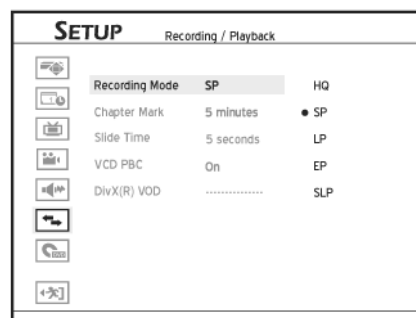 SETUP Recording / Playback
Recording Mode SP HQ
Chapter Mark 5 minutes SP
Slide Time 5 seconds LP
VCD PBC On EP
DivX(R) VOD --------------- SLP